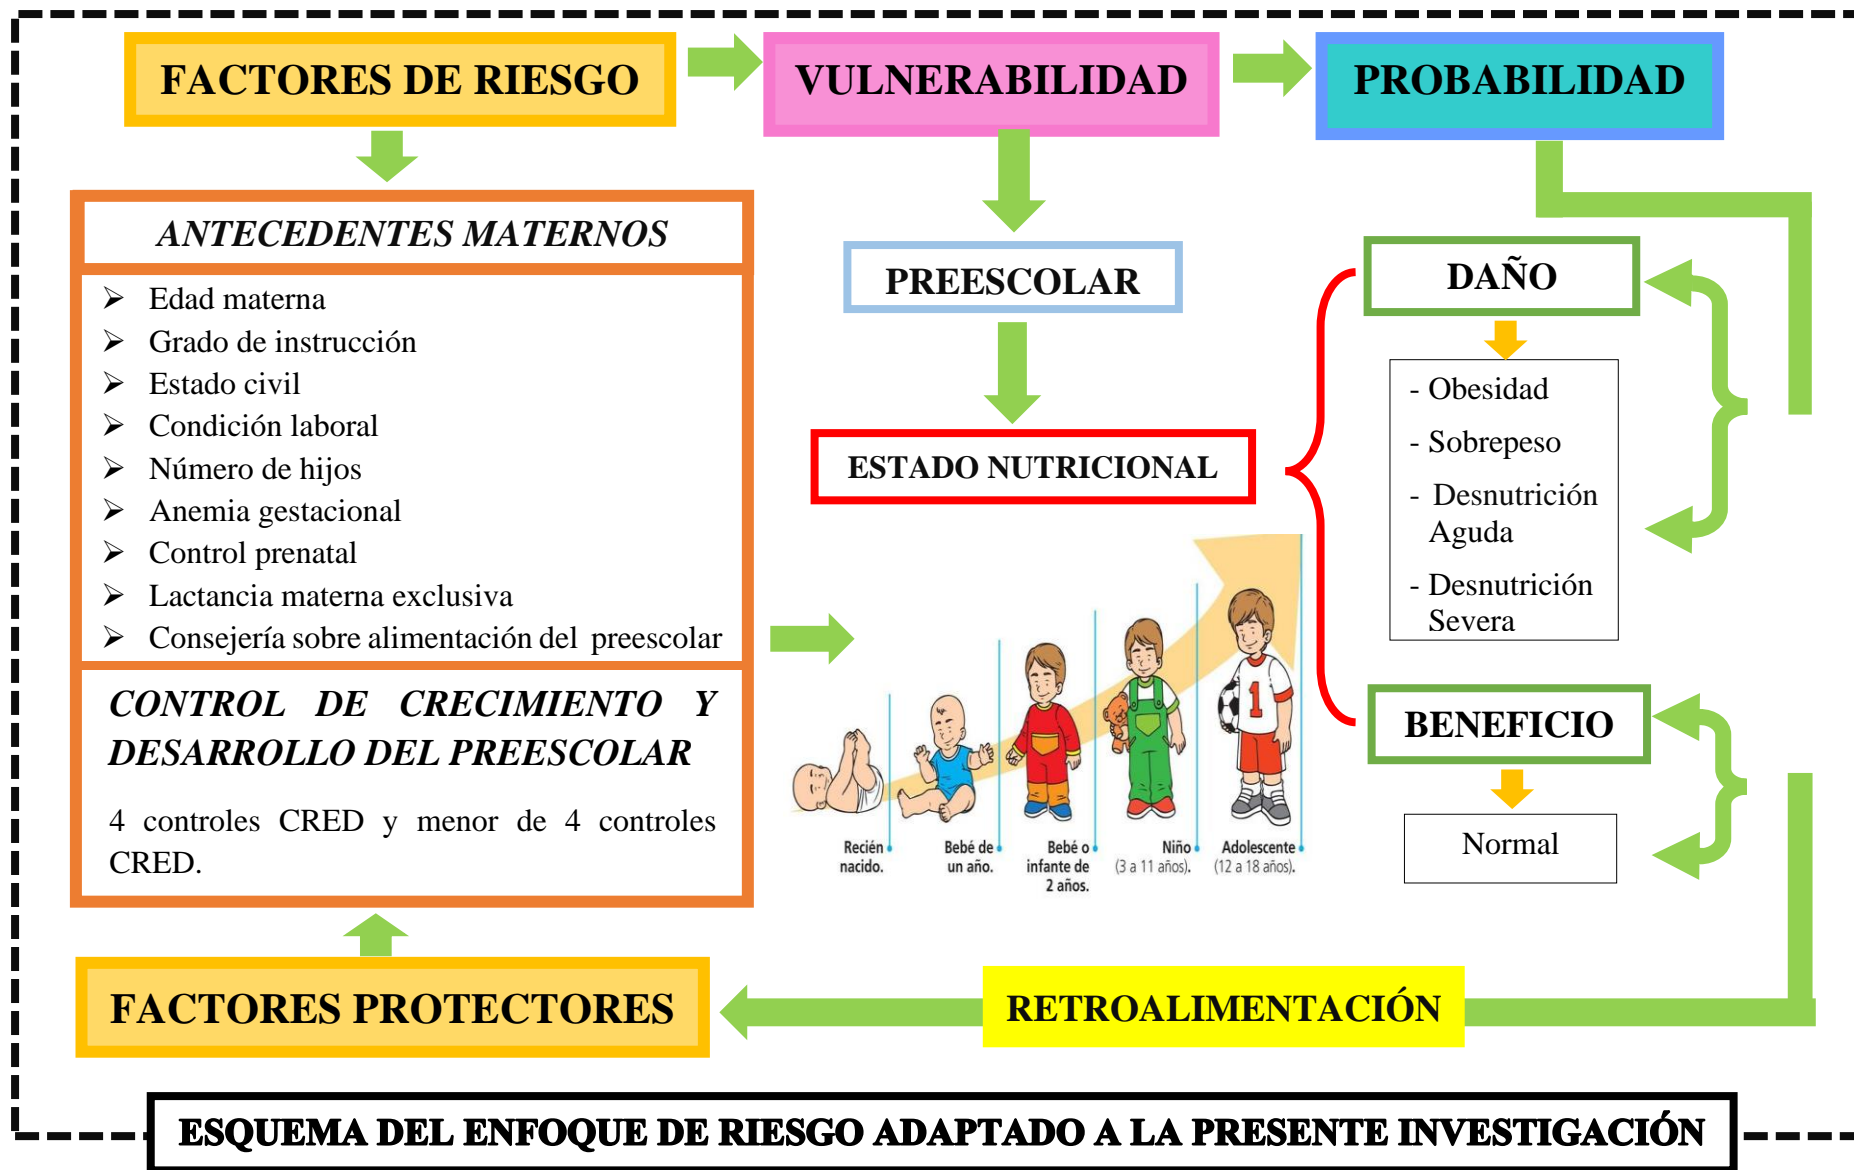 FACTORES DE RIESGO
VULNERABILIDAD
PROBABILIDAD
ANTECEDENTES MATERNOS
➢ Edad materna
➢ Grado de instrucción
➢ Estado civil
➢ Condición laboral
➢ Número de hijos
➢ Anemia gestacional
➢ Control prenatal
➢ Lactancia materna exclusiva
➢ Consejería sobre alimentación del preescolar
CONTROL DE CRECIMIENTO Y
DESARROLLO DEL PREESCOLAR
4 controles CRED y menor de 4 controles
CRED.
PREESCOLAR
ESTADO NUTRICIONAL
1
Recién
nacido.
Bebé de
un año.
Bebé o
infante de
2 años.
Niño
(3 a 11 años).
Adolescente
(12 a 18 años).
DAÑO
- Obesidad
- Sobrepeso
- Desnutrición
Aguda
- Desnutrición
Severa
BENEFICIO
Normal
FACTORES PROTECTORES
RETROALIMENTACIÓN
ESQUEMA DEL ENFOQUE DE RIESGO ADAPTADO A LA PRESENTE INVESTIGACIÓN